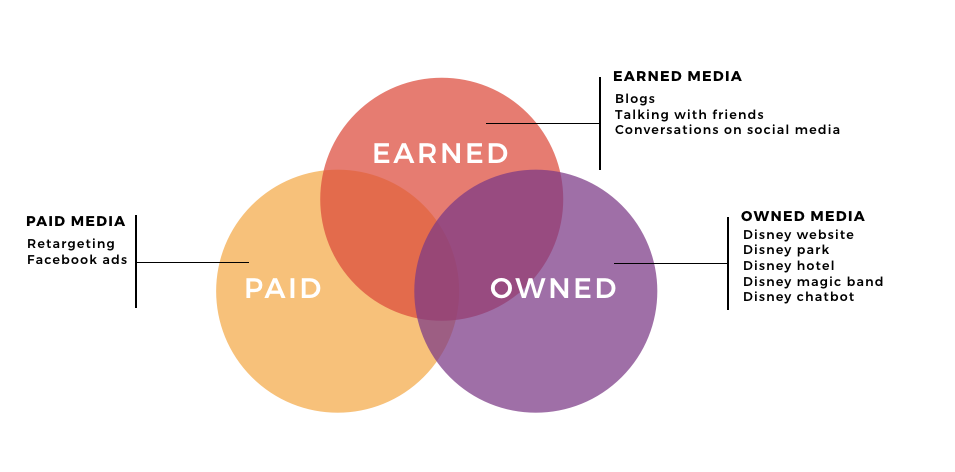 EARNED MEDIA
Blogs
Talking with friends
Conversations on social media
EARNED
PAID MEDIA
Retargeting
Facebook ads
OWNED MEDIA
Disney website
Disney park
Disney hotel
Disney magic band
Disney chatbot
PAID
OWNED